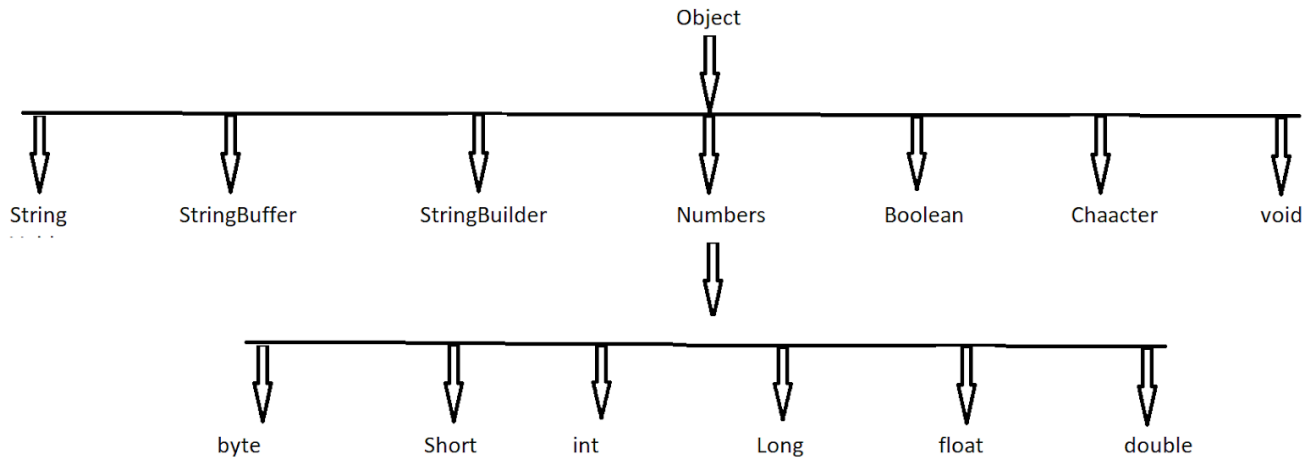 Object
String StringBuffer StringBuilder Numbers Boolean Chaacter void
byte Short int Long float double